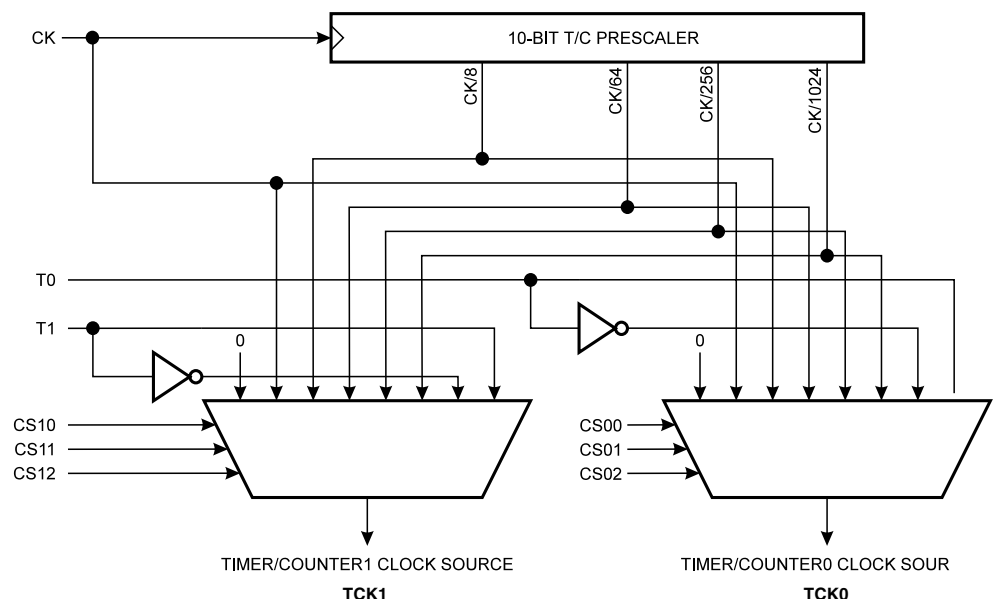 CK
10-BIT T/C PRESCALER
CK/8
CK/64
CK/256
CK/1024
T0
T1
0
0
CS10
CS11
CS12
CS00
CS01
CS02
TIMER/COUNTER1 CLOCK SOURCE
TCK1
TIMER/COUNTER0 CLOCK SOUR
TCK0